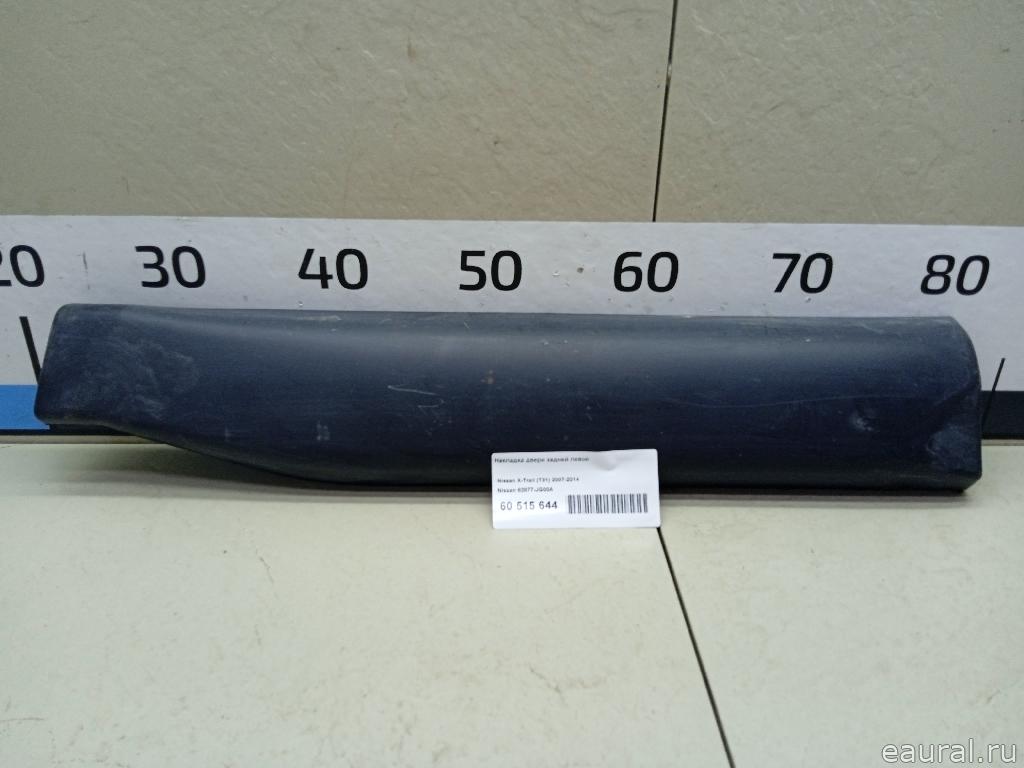 20 30 40 50 60 70 80
Накладка двери задней левой
Nissan X-Trail (T31) 2007-2014
Nissan 82877-JG00A
60 515 644
eaural.ru